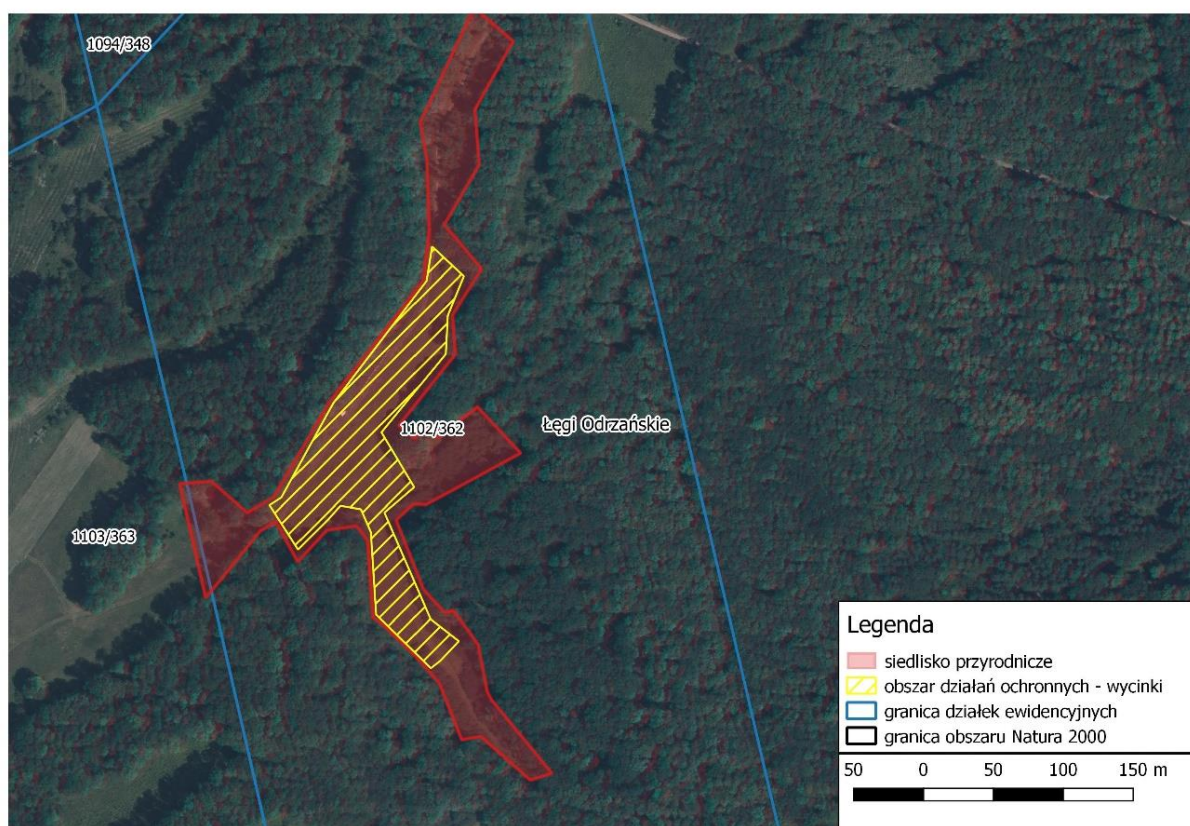 1094/348
1102/362
Łęgi Odrzańskie
1103/363
Legenda
siedlisko przyrodnicze
obszar działań ochronnych - wycinki
granica działek ewidencyjnych
granica obszaru Natura 2000
50 0 50 100 150 m